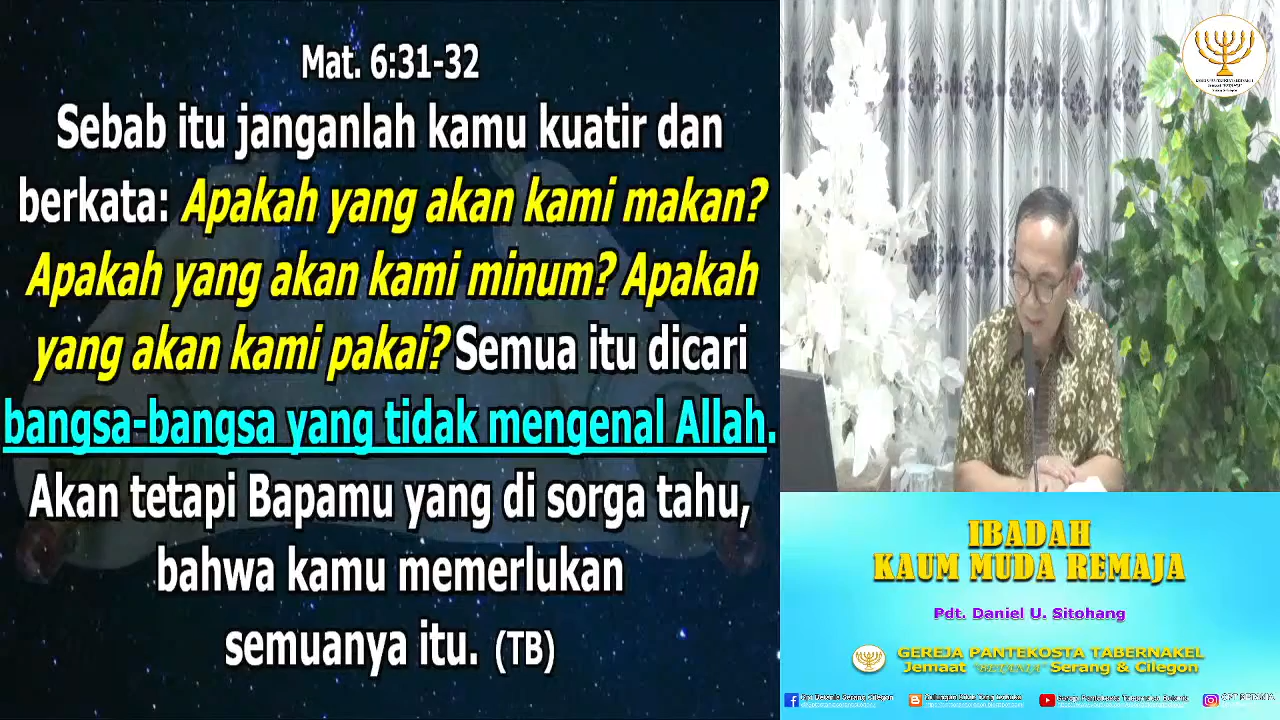 Mat. 6:31-32
Sebab itu janganlah kamu kuatir dan
berkata: Apakah yang akan kami makan?
Apakah yang akan kami minum? Apakah
yang akan kami pakai? Semua itu dicari
bangsa-bangsa yang tidak mengenal Allah.
Akan tetapi Bapamu yang di sorga tahu,
bahwa kamu memerlukan
semuanya itu. (TB)
IBADAH
KAUM MUDA REMAJA
Pdt. Daniel U. Sitohang
GEREJA PANTEKOSTA TABERNAKEL
Jemaat "BETANIA" Serang & Cilegon